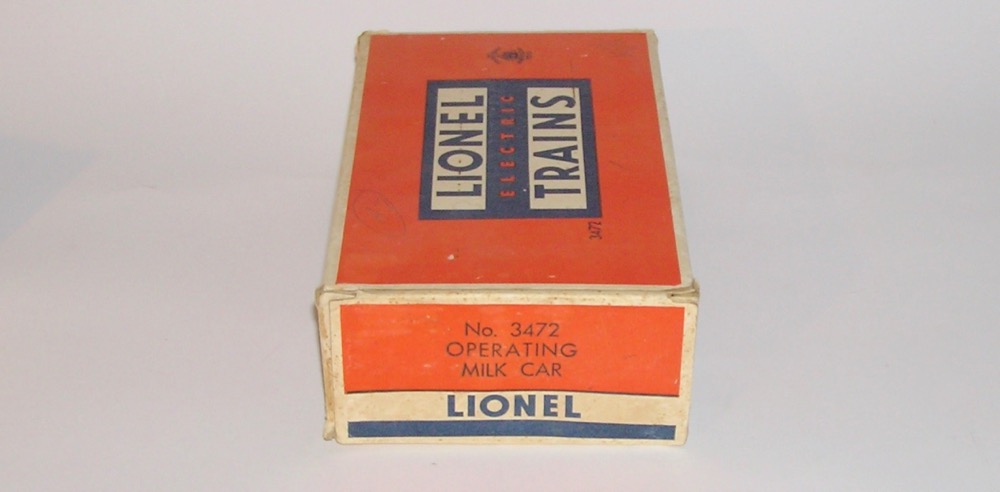 LIONEL
ELECTRIC
TRAINS
3472
No. 3472
OPERATING
MILK CAR
LIONEL